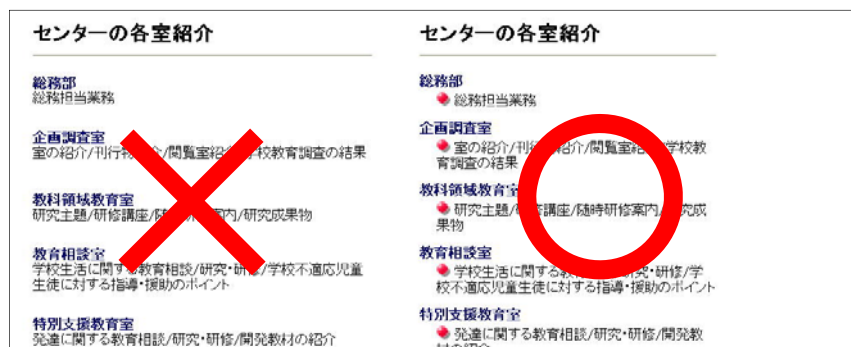 センターの各室紹介
総務部
総務担当業務
企画調査室
室の紹介/刊行物 介/閲覧室紹 学校教育調査の結果
教科領域教育室
研究主題/研修講座/随 案内/研究成果物
教育相談室
学校生活に関する教育相談/研究・研修/学校不適応児童
生徒に対する指導・援助のポイント
特別支援教育室
発達に関する教育相談/研究・研修/開発教材の紹介
センターの各室紹介
総務部
総務担当業務
企画調査室
室の紹介/刊行 紹介/閲覧室紹 学校教
育調査の結果
教科領域教育室
研究主題/研修講座/随時研修案内/研究成
果物
教育相談室
学校生活に関する教育 研究・研修/学
校不適応児童生徒に対する指導・援助のポイント
特別支援教育室
発達に関する教育相談/研究・研修/開発教